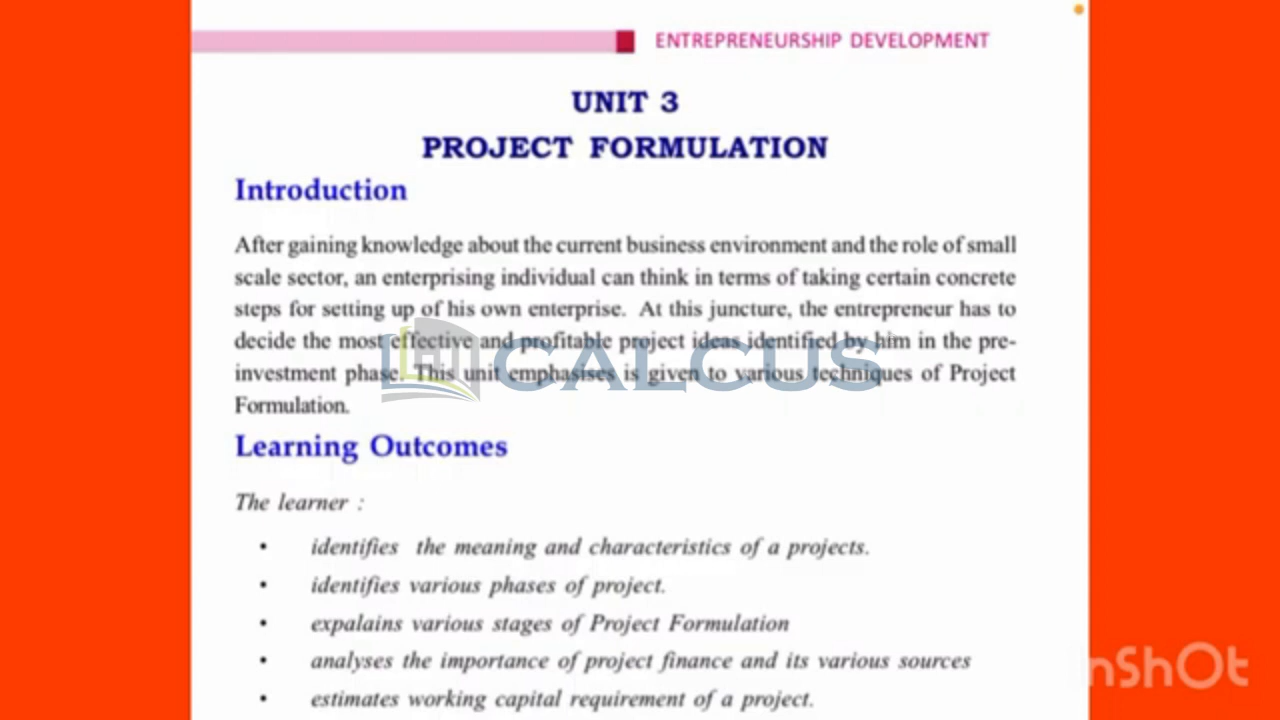 ENTREPRENEURSHIP DEVELOPMENT
UNIT 3
PROJECT FORMULATION
Introduction
After gaining knowledge about the current business environment and the role of small
scale sector, an enterprising individual can think in terms of taking certain concrete
steps for setting up of his own enterprise. At this juncture, the entrepreneur has to
decide the most effective and profitable project ideas identified by him in the pre-
investment phase. This unit emphasises is given to various techniques of Project
Formulation.
CALCUS
Learning Outcomes
The learner :
• identifies the meaning and characteristics of a projects.
• identifies various phases of project.
• expalains various stages of Project Formulation
• analyses the importance of project finance and its various sources
• estimates working capital requirement of a project.
InShOt